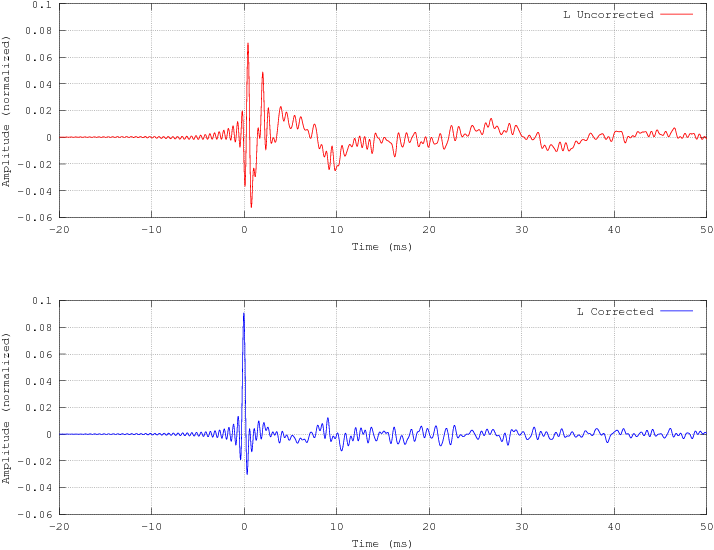 0.1
L Uncorrected
0.08
0.06
0.04
0.02
0
-0.02
-0.04
-0.06
Amplitude (normalized)
-20 -10 0 10 20 30 40 50
Time (ms)
0.1
L Corrected
0.08
0.06
0.04
0.02
0
-0.02
-0.04
-0.06
Amplitude (normalized)
-20 -10 0 10 20 30 40 50
Time (ms)